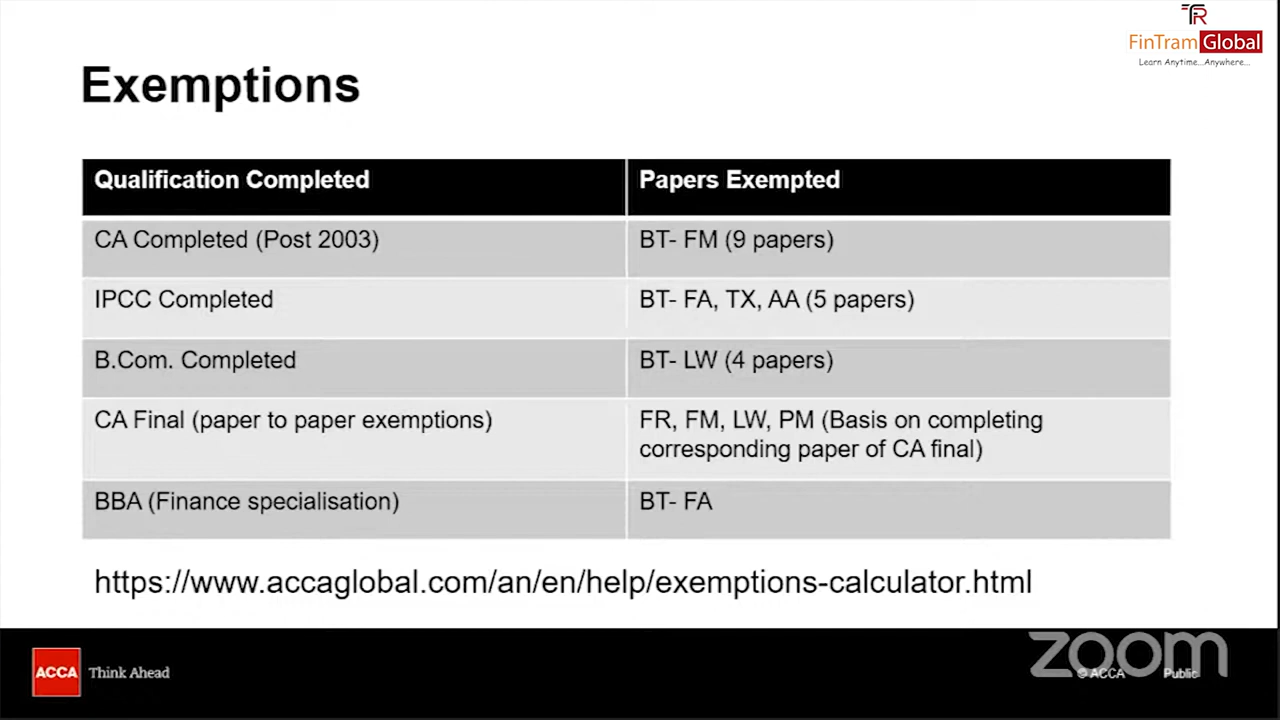 FinTram Global
Learn Anytime...Anywhere...
Exemptions
Qualification Completed
Papers Exempted
CA Completed (Post 2003)
BT- FM (9 papers)
IPCC Completed
BT- FA, TX, AA (5 papers)
B.Com. Completed
BT- LW (4 papers)
CA Final (paper to paper exemptions)
FR, FM, LW, PM (Basis on completing
corresponding paper of CA final)
BBA (Finance specialisation)
BT- FA
https://www.accaglobal.com/an/en/help/exemptions-calculator.html
ACCA
Think Ahead
zoom
© ACCA
Public